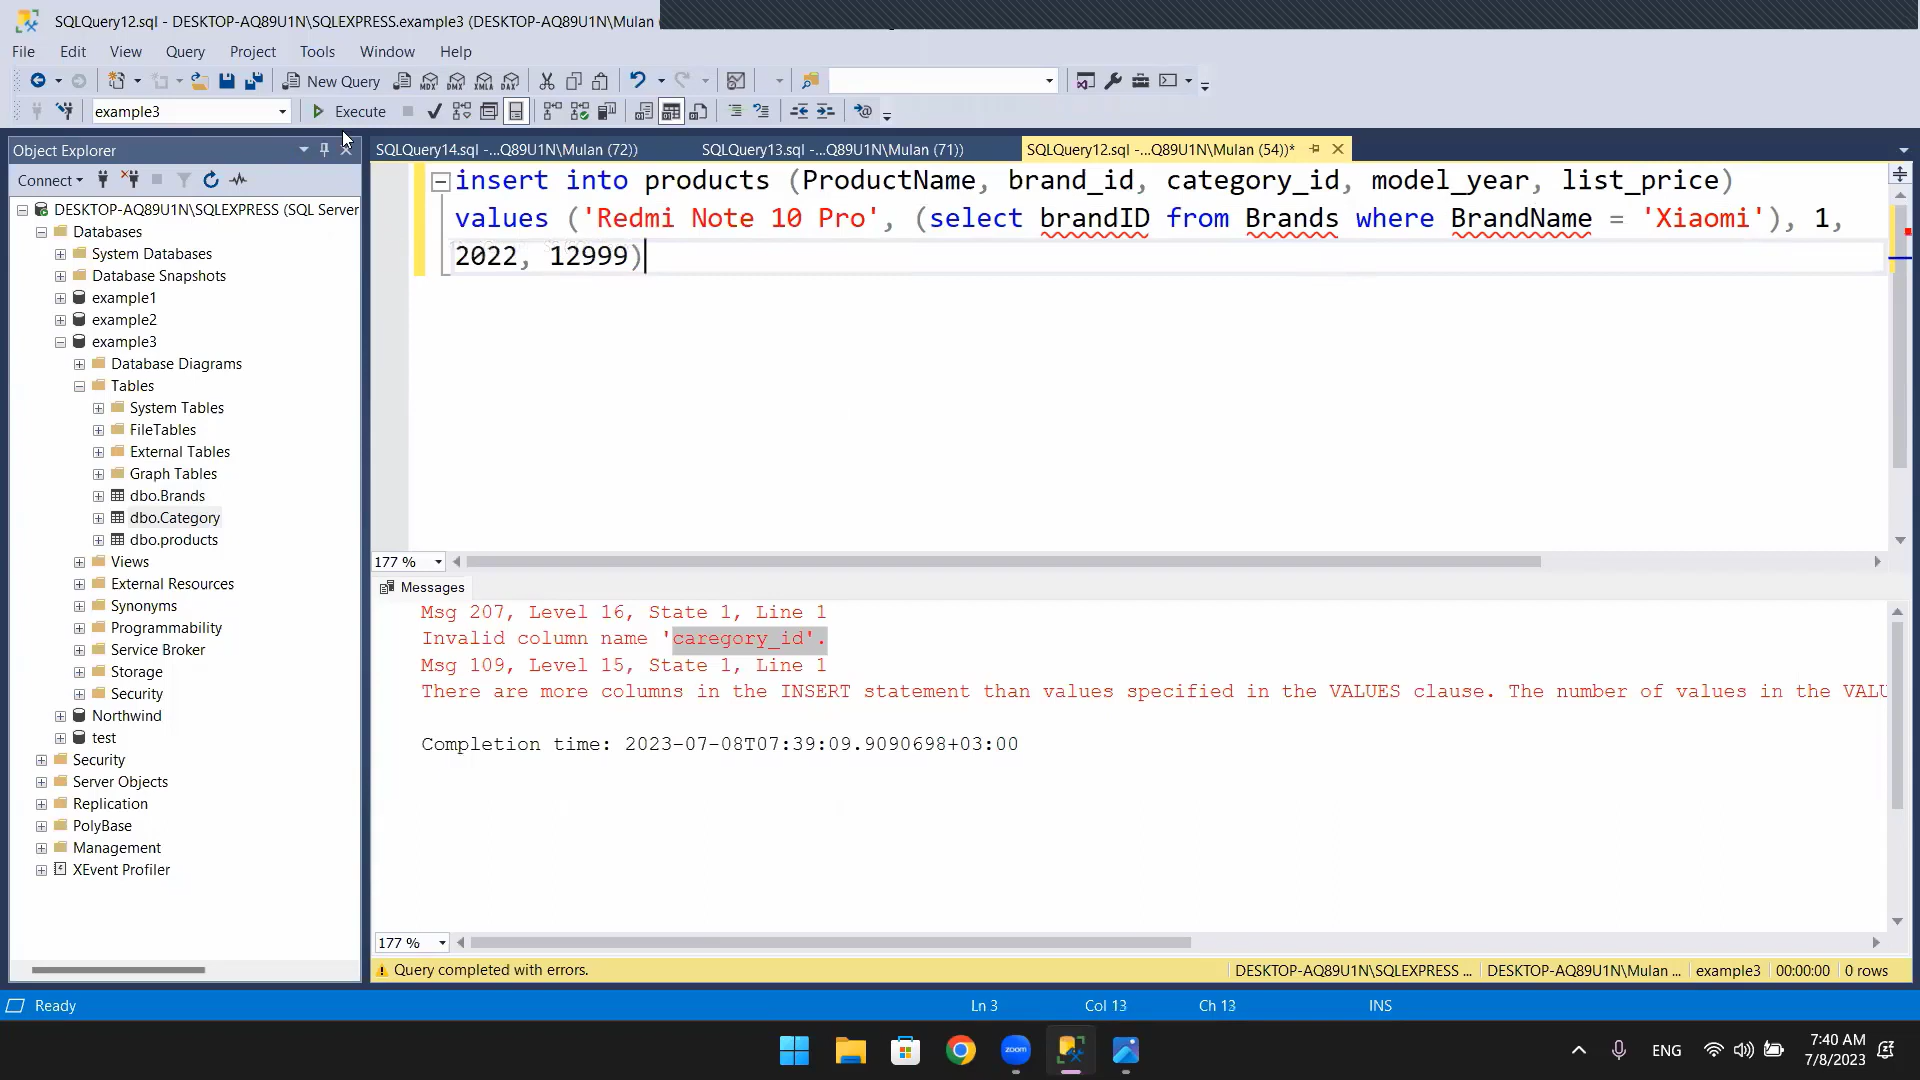 SQLQuery12.sql - DESKTOP-AQ89U1N\SQLEXPRESS.example3 (DESKTOP-AQ89U1N\Mulan
File Edit View Query Project Tools Window Help
New Query
example3 Execute
Object Explorer
SQLQuery14.sql -...Q89U1N\Mulan (72)) SQLQuery13.sql -...Q89U1N\Mulan (71)) SQLQuery12.sql -...Q89U1N\Mulan (54))*
Connect
DESKTOP-AQ89U1N\SQLEXPRESS (SQL Server
Databases
System Databases
Database Snapshots
example1
example2
example3
Database Diagrams
Tables
System Tables
FileTables
External Tables
Graph Tables
dbo.Brands
dbo.Category
dbo.products
Views
External Resources
Synonyms
Programmability
Service Broker
Storage
Security
Northwind
test
Security
Server Objects
Replication
PolyBase
Management
XEvent Profiler
insert into products (ProductName, brand_id, category_id, model_year, list_price)
values ('Redmi Note 10 Pro', (select brandID from Brands where BrandName = 'Xiaomi'), 1,
2022, 12999)
177 %
Messages
Msg 207, Level 16, State 1, Line 1
Invalid column name 'caregory_id'.
Msg 109, Level 15, State 1, Line 1
There are more columns in the INSERT statement than values specified in the VALUES clause. The number of values in the VALU
Completion time: 2023-07-08T07:39:09.9090698+03:00
177 %
Query completed with errors. DESKTOP-AQ89U1N\SQLEXPRESS ... DESKTOP-AQ89U1N\Mulan ... example3 00:00:00 0 rows
Ready Ln 3 Col 13 Ch 13 INS
zoom
ENG
7:40 AM
7/8/2023